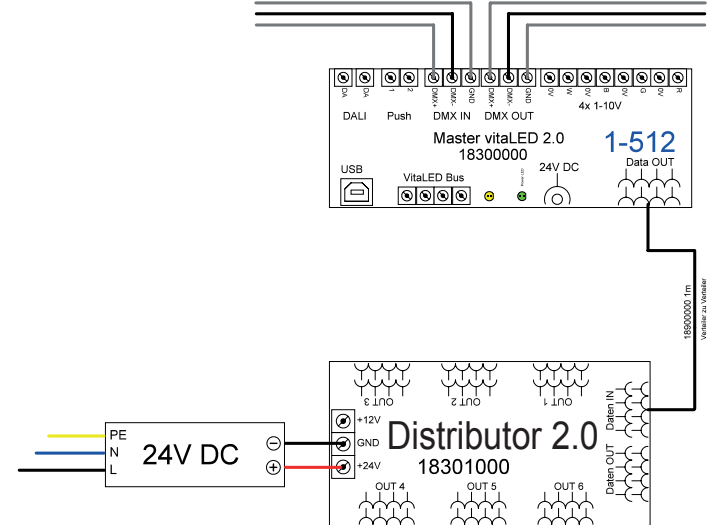 DA DA 1 2 DMX+ DMX- GND DMX+ DMX- GND 0V W 0V B 0V G 0V R
4x 1-10V
DALI Push DMX IN DMX OUT
Master vitaLED 2.0
18300000
1-512
Data OUT
USB
VitaLED Bus
Power LED
24V DC
18900000 1m
Verteiler zu Verteiler
OUT 3 OUT 2 OUT 1
Daten IN
+12V
GND
+24V
Distributor 2.0
18301000
Daten OUT
PE
N
L
24V DC
OUT 4 OUT 5 OUT 6